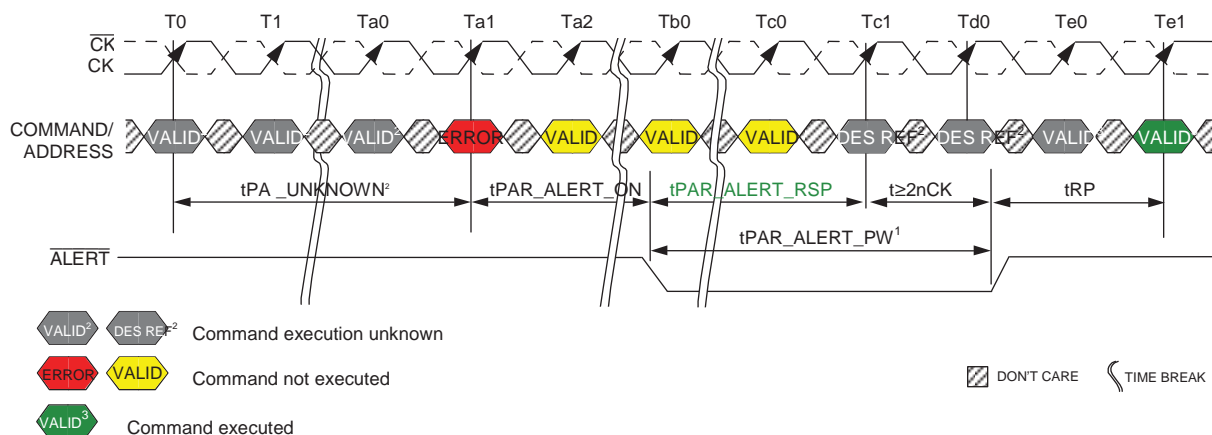 T0 T1 Ta0 Ta1 Ta2 Tb0 Tc0 Tc1 Td0 Te0 Te1
CK
CK
COMMAND/
ADDRESS
VALID² VALID² VALID² ERROR VALID VALID VALID DES REF² DES REF² VALID² VALID
tPA _UNKNOWN² tPAR_ALERT_ON tPAR_ALERT_RSP t≥2nCK tRP
tPAR_ALERT_PW¹
ALERT
VALID² DES REF² Command execution unknown
ERROR VALID Command not executed
DON'T CARE TIME BREAK
VALID³ Command executed